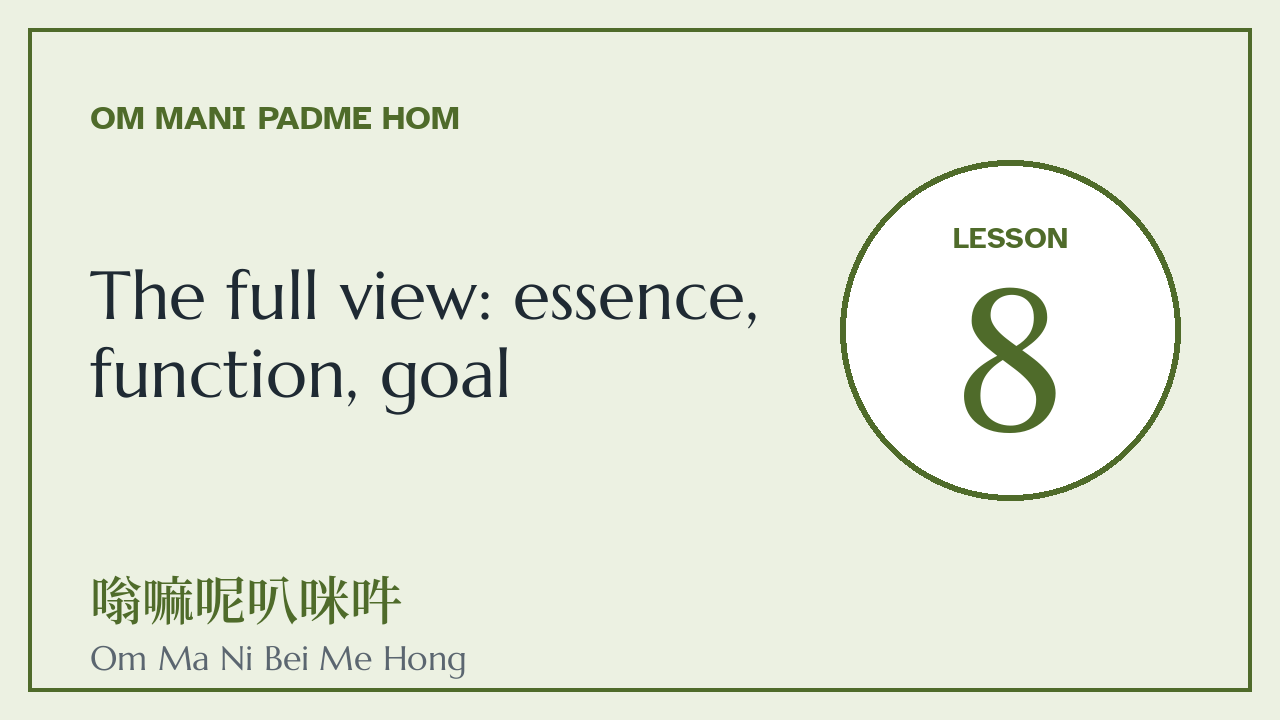 OM MANI PADME HOM
The full view: essence,
function, goal
LESSON
8
嗡嘛呢叭咪吽
Om Ma Ni Bei Me Hong